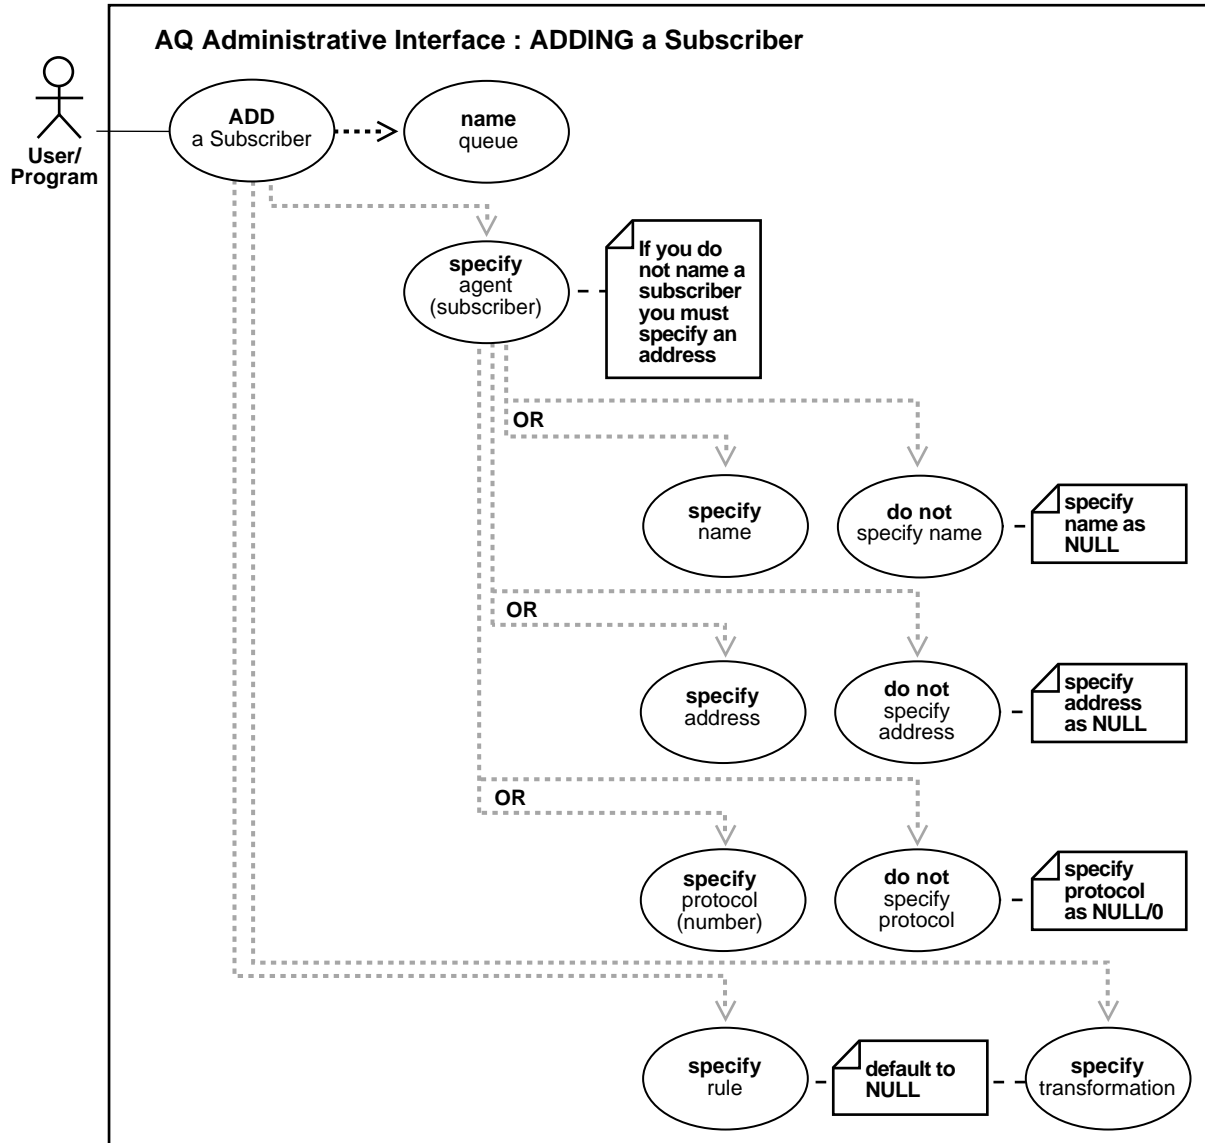 AQ Administrative Interface : ADDING a Subscriber
User/
Program
ADD
a Subscriber
name
queue
specify
agent
(subscriber)
If you do
not name a
subscriber
you must
specify an
address
OR
specify
name
do not
specify name
specify
name as
NULL
OR
specify
address
do not
specify
address
specify
address
as NULL
OR
specify
protocol
(number)
do not
specify
protocol
specify
protocol
as NULL/0
specify
rule
default to
NULL
specify
transformation